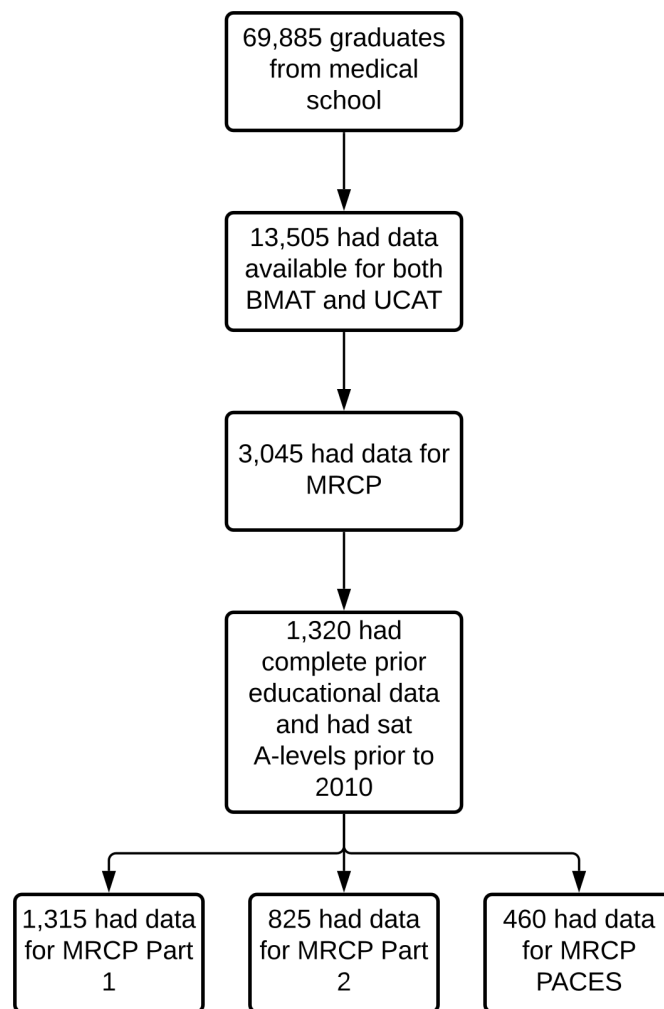 69,885 graduates
from medical
school
13,505 had data
available for both
BMAT and UCAT
3,045 had data for
MRCP
1,320 had
complete prior
educational data
and had sat
A-levels prior to
2010
1,315 had data
for MRCP Part
1
825 had data
for MRCP Part
2
460 had data
for MRCP
PACES